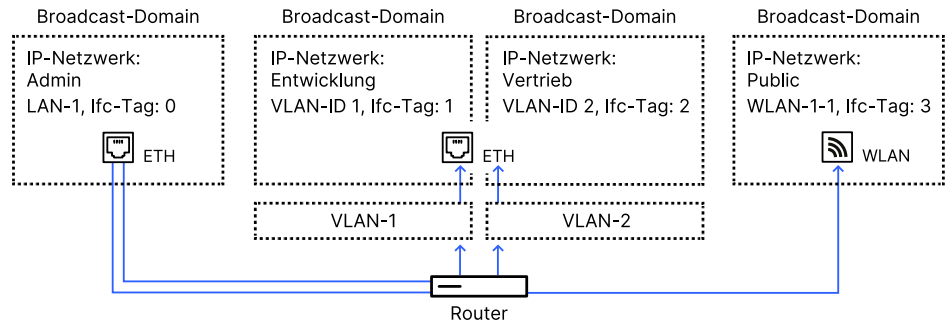 Broadcast-Domain
Broadcast-Domain
Broadcast-Domain
Broadcast-Domain
IP-Netzwerk:
Admin
LAN-1, Ifc-Tag: 0
ETH
IP-Netzwerk:
Entwicklung
VLAN-ID 1, Ifc-Tag: 1
ETH
IP-Netzwerk:
Vertrieb
VLAN-ID 2, Ifc-Tag: 2
IP-Netzwerk:
Public
WLAN-1-1, Ifc-Tag: 3
WLAN
VLAN-1
VLAN-2
Router